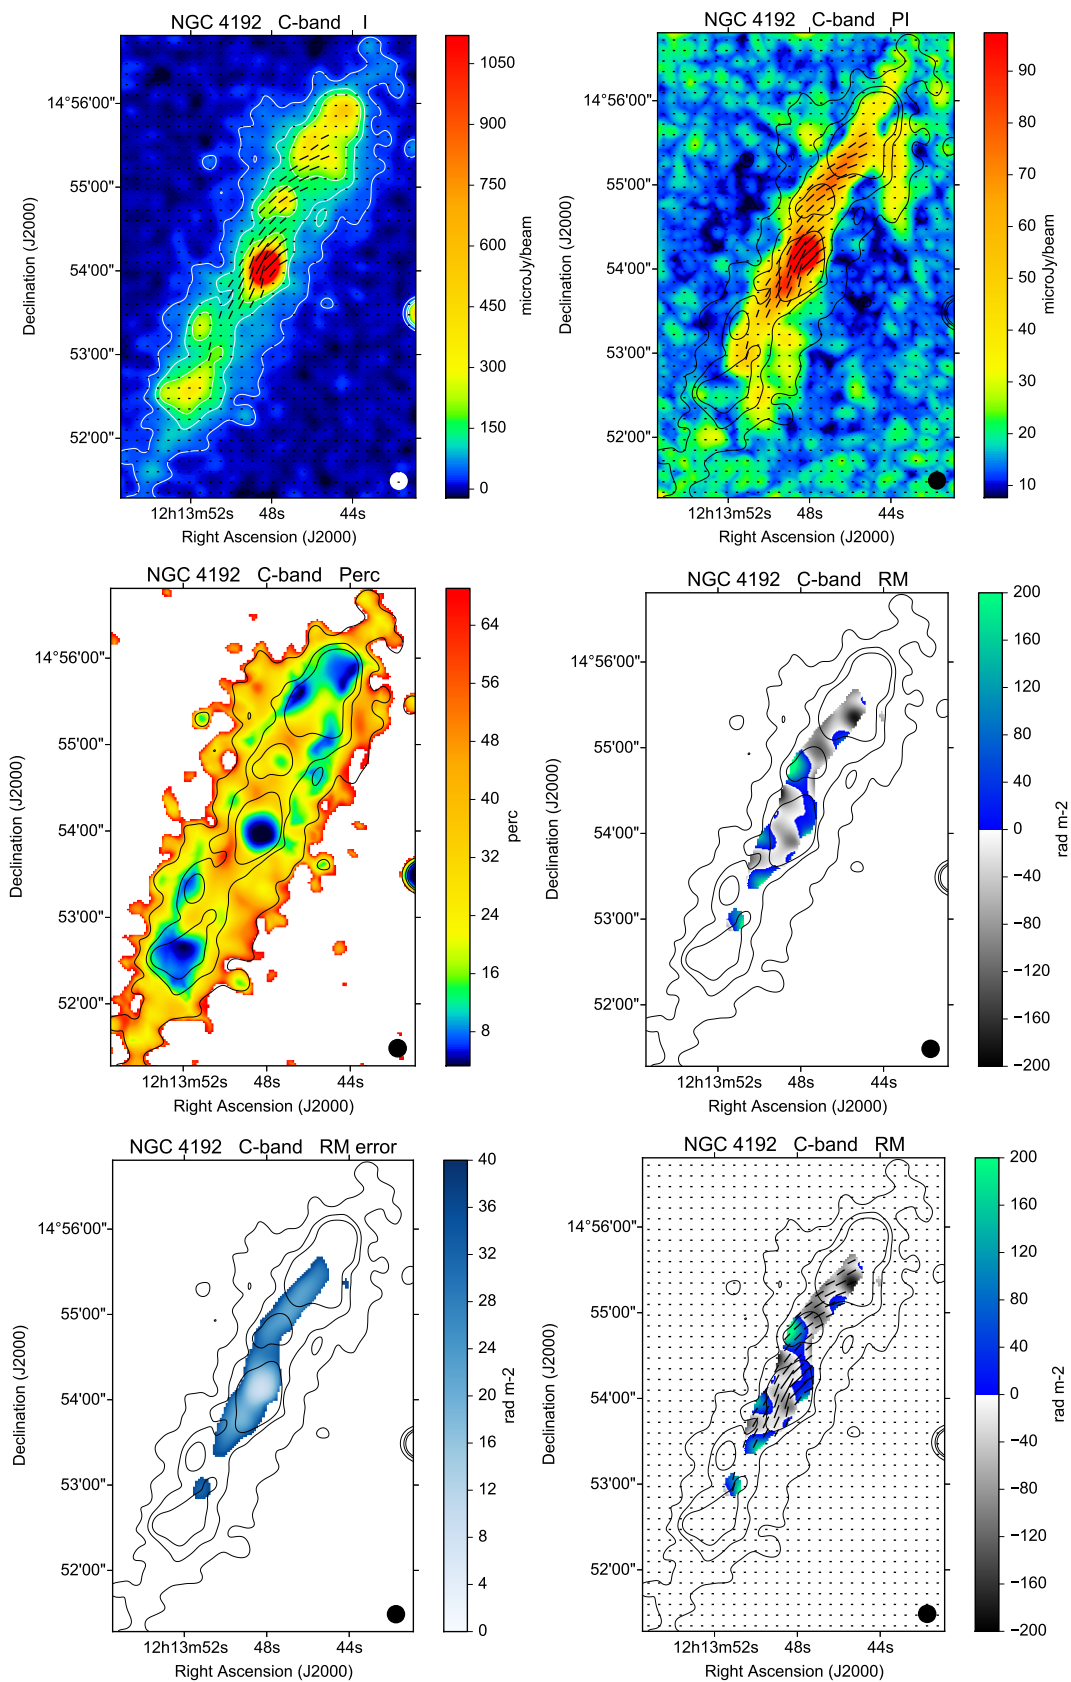 NGC 4192 C-band I
14°56'00"
55'00"
54'00"
53'00"
52'00"
Declination (J2000)
12h13m52s 48s 44s
Right Ascension (J2000)
1050
900
750
600
450
300
150
0
microJy/beam
NGC 4192 C-band PI
14°56'00"
55'00"
54'00"
53'00"
52'00"
Declination (J2000)
12h13m52s 48s 44s
Right Ascension (J2000)
90
80
70
60
50
40
30
20
10
microJy/beam
NGC 4192 C-band Perc
14°56'00"
55'00"
54'00"
53'00"
52'00"
Declination (J2000)
12h13m52s 48s 44s
Right Ascension (J2000)
64
56
48
40
32
24
16
8
perc
NGC 4192 C-band RM
14°56'00"
55'00"
54'00"
53'00"
52'00"
Declination (J2000)
12h13m52s 48s 44s
Right Ascension (J2000)
200
160
120
80
40
0
−40
−80
−120
−160
−200
rad m-2
NGC 4192 C-band RM error
14°56'00"
55'00"
54'00"
53'00"
52'00"
Declination (J2000)
12h13m52s 48s 44s
Right Ascension (J2000)
40
36
32
28
24
20
16
12
8
4
0
rad m-2
NGC 4192 C-band RM
14°56'00"
55'00"
54'00"
53'00"
52'00"
Declination (J2000)
12h13m52s 48s 44s
Right Ascension (J2000)
200
160
120
80
40
0
−40
−80
−120
−160
−200
rad m-2